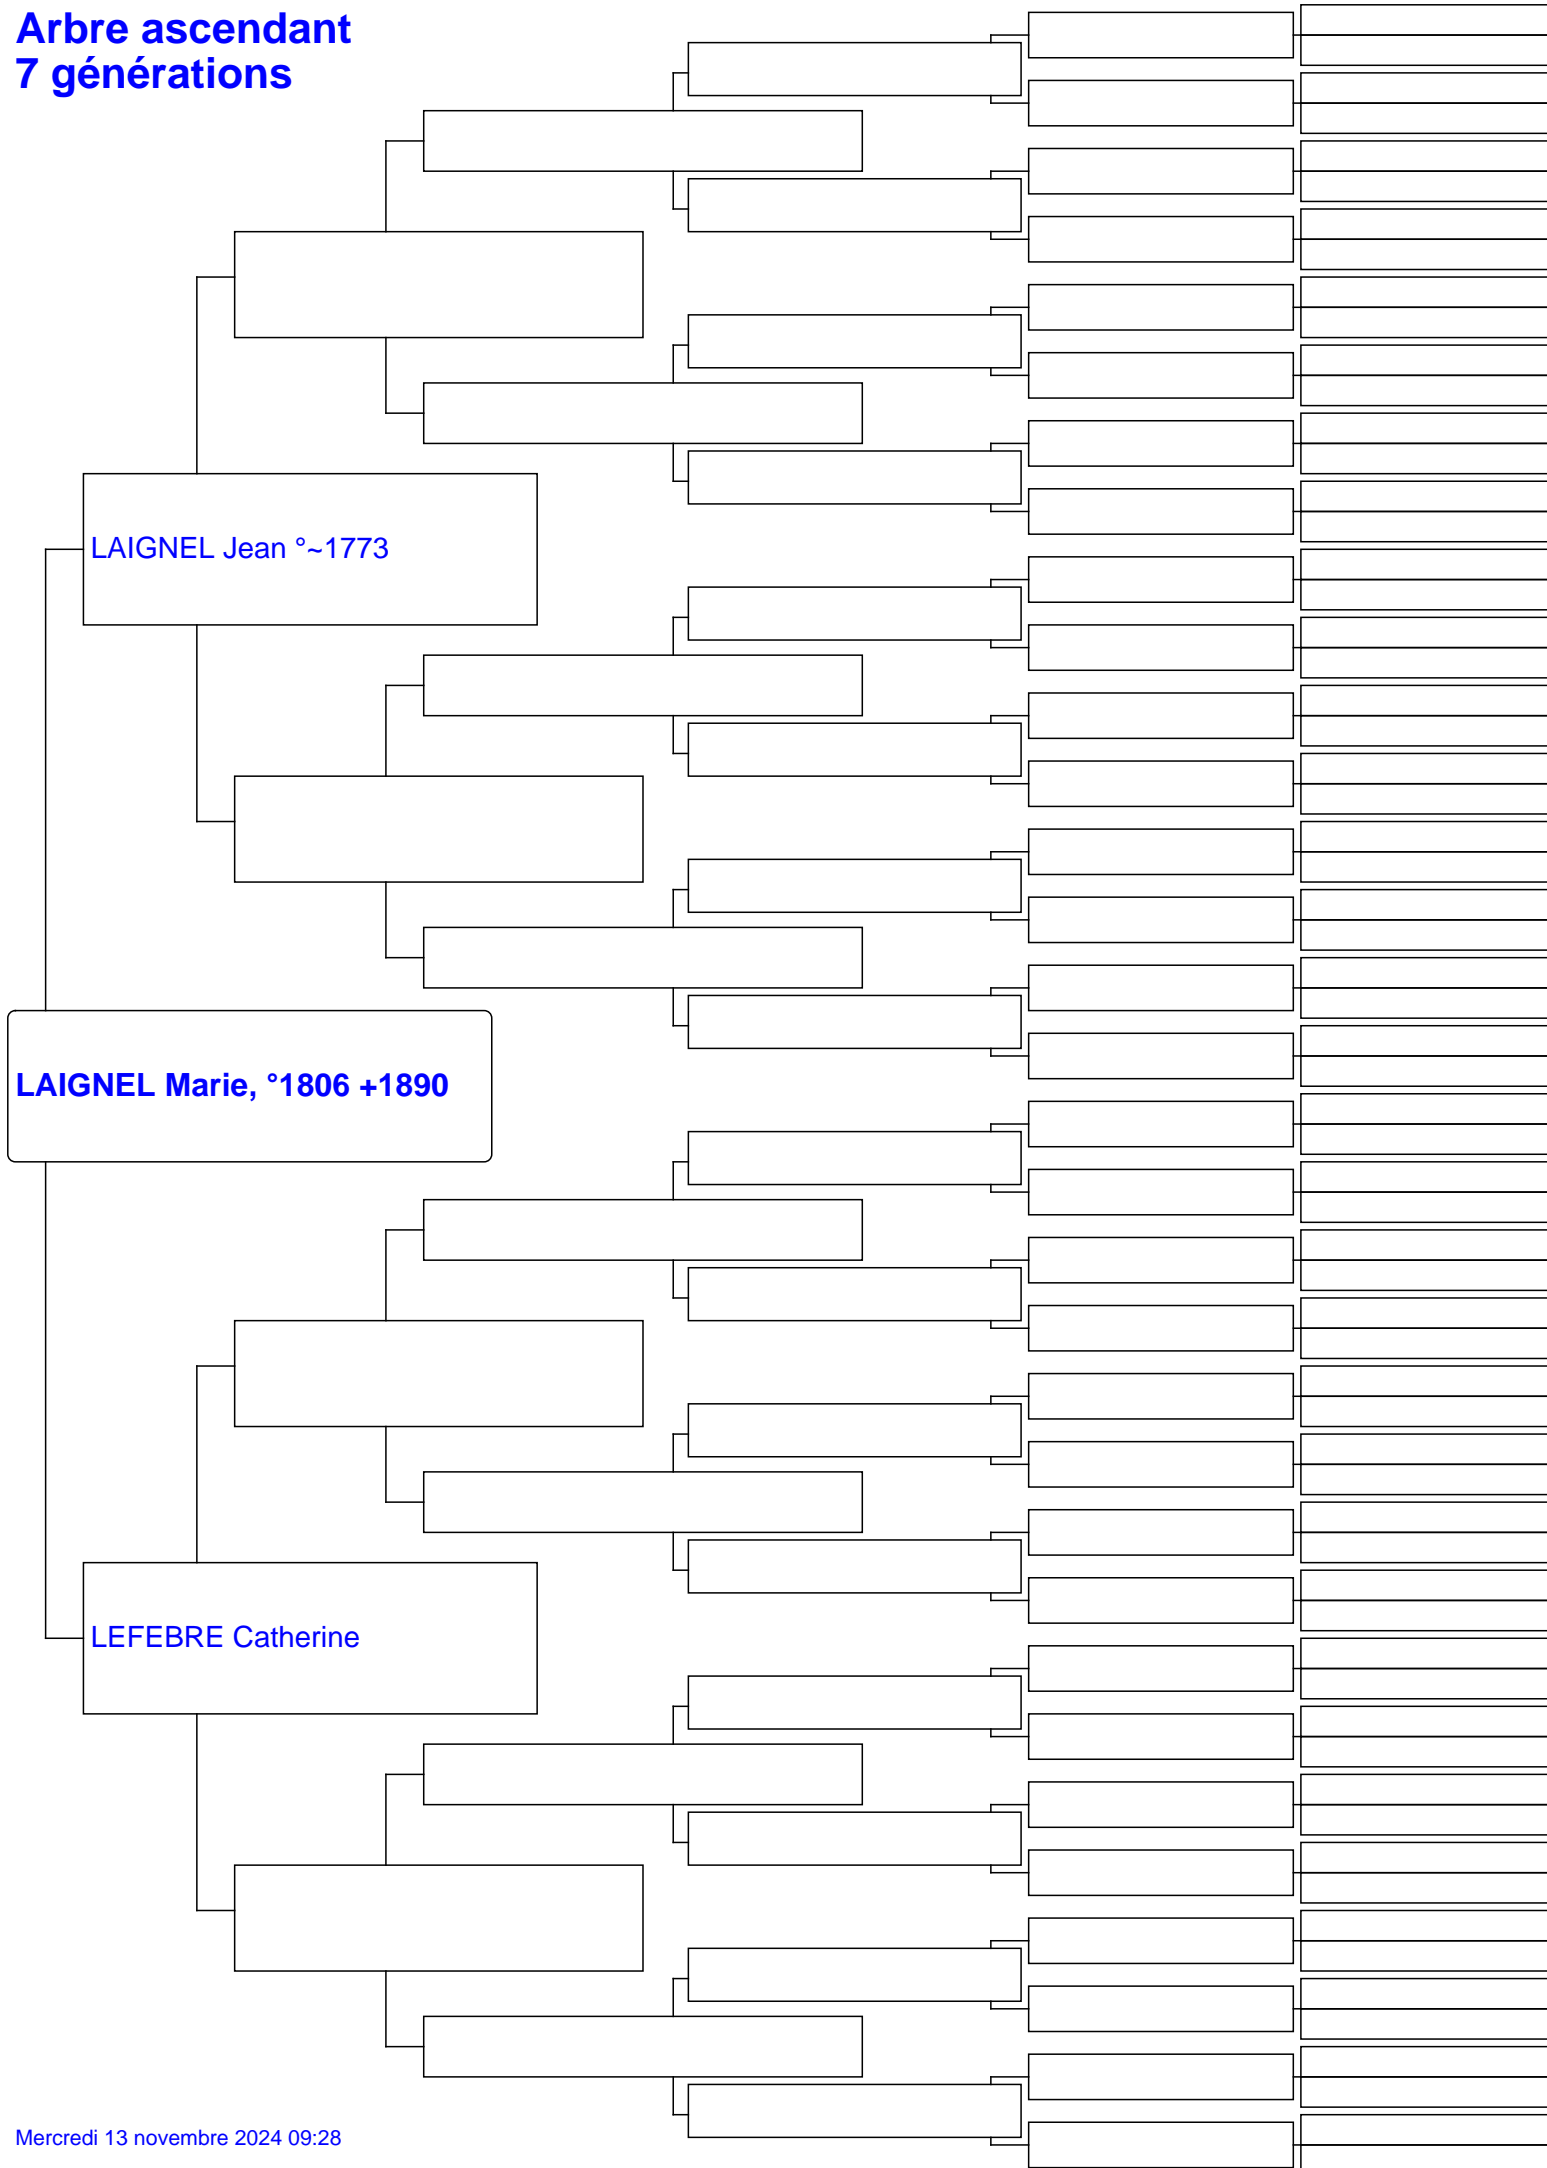 Arbre ascendant
7 générations
LAIGNEL Jean °~1773
LAIGNEL Marie, °1806 +1890
LEFEBRE Catherine
Mercredi 13 novembre 2024 09:28